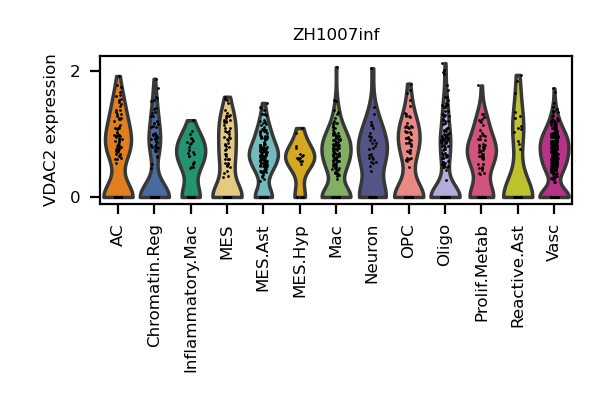 ZH1007inf
VDAC2 expression
2
0
AC
Chromatin.Reg
Inflammatory.Mac
MES
MES.Ast
MES.Hyp
Mac
Neuron
OPC
Oligo
Prolif.Metab
Reactive.Ast
Vasc